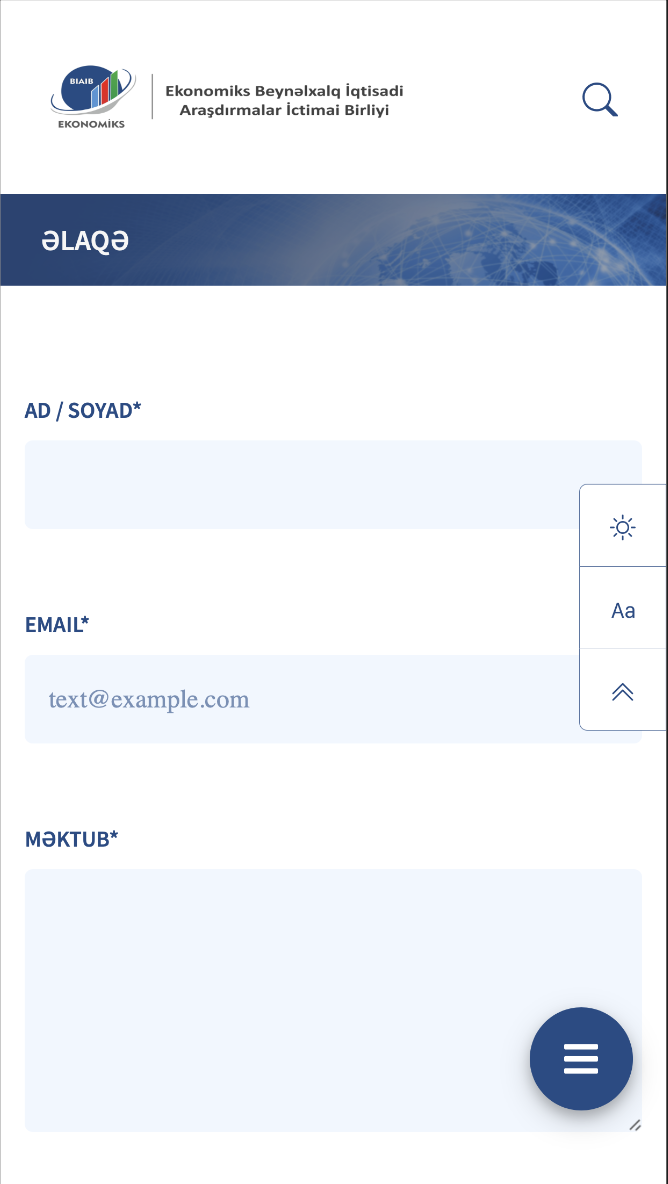 BIAIB
EKONOMİKS
Ekonomiks Beynəlxalq İqtisadi
Araşdırmalar İctimai Birliyi
ƏLAQƏ
AD / SOYAD*
Aa
EMAIL*
text@example.com
MƏKTUB*